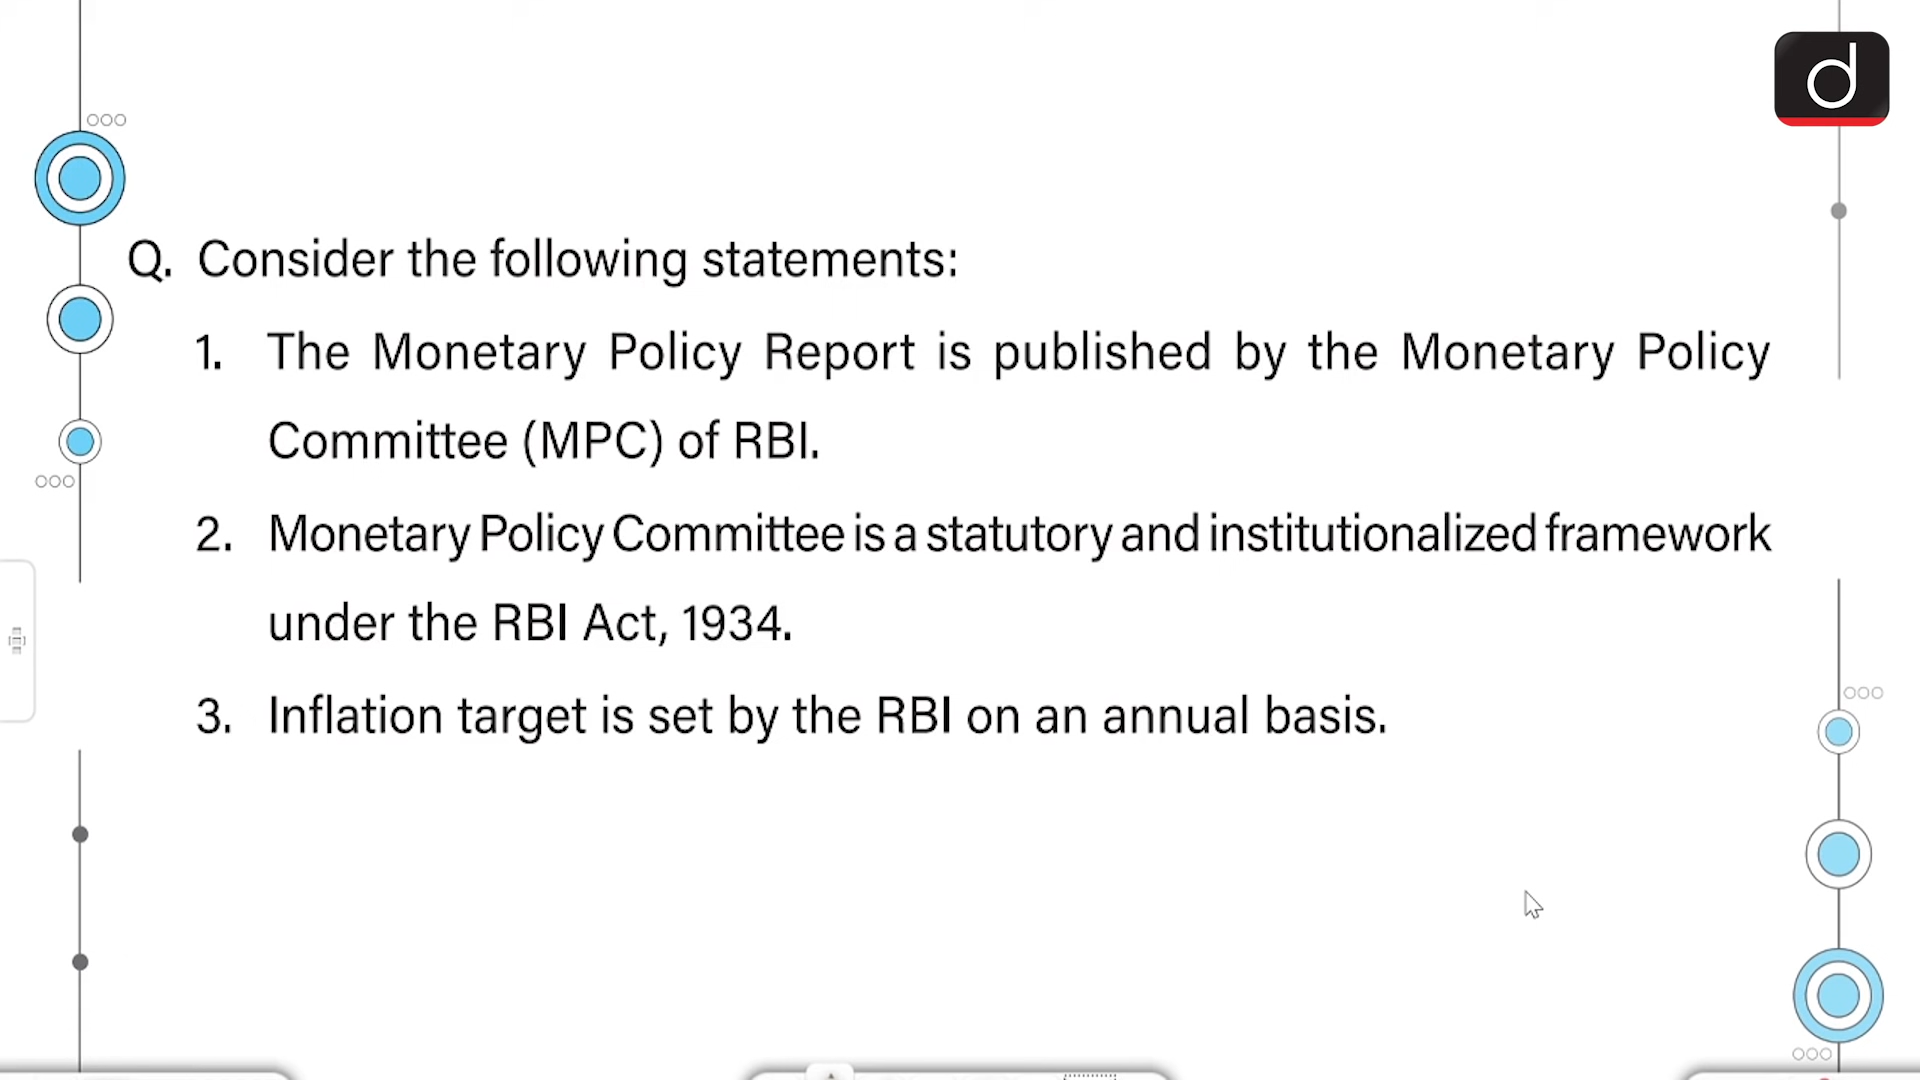 d
Q. Consider the following statements:
1. The Monetary Policy Report is published by the Monetary Policy
Committee (MPC) of RBI.
2. Monetary Policy Committee is a statutory and institutionalized framework
under the RBI Act, 1934.
3. Inflation target is set by the RBI on an annual basis.